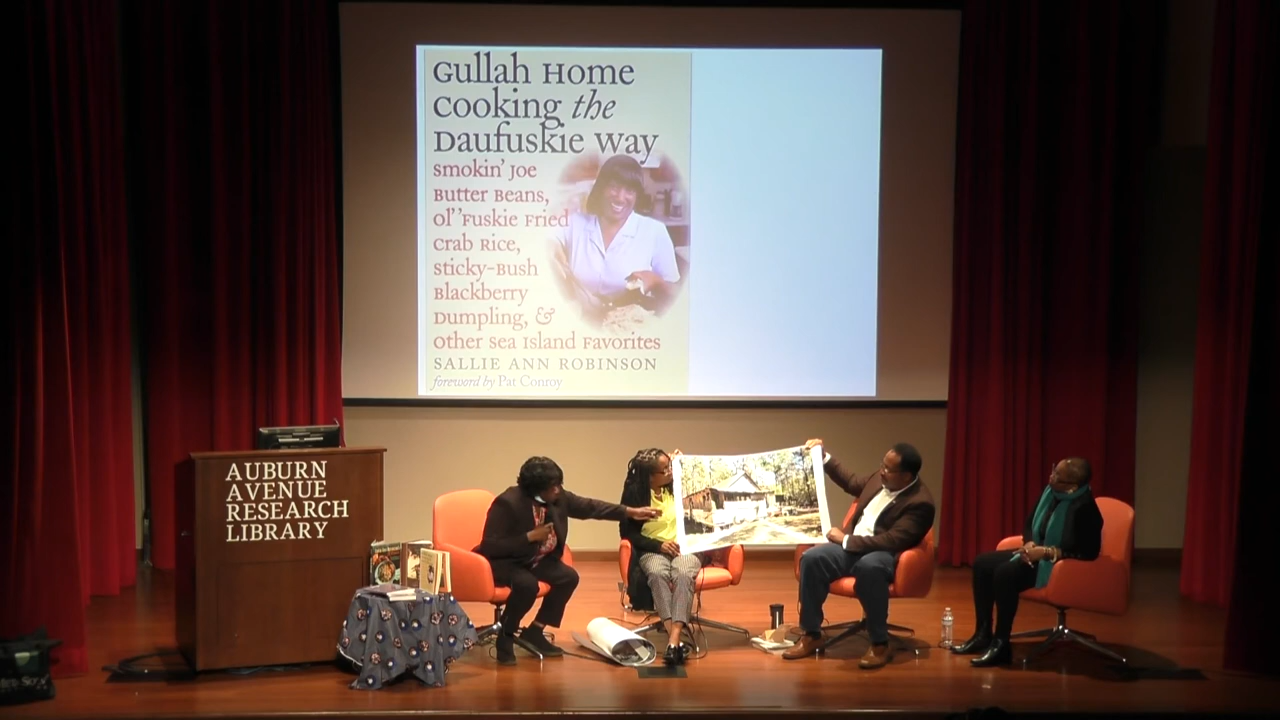 Gullah Home
Cooking the
Daufuskie Way
Smokin' Joe
Butter Beans,
Ol' 'Fuskie Fried
Crab Rice,
Sticky-Bush
Blackberry
Dumpling, &
Other Sea Island Favorites
SALLIE ANN ROBINSON
foreword by Pat Conroy
AUBURN
AVENUE
RESEARCH
LIBRARY